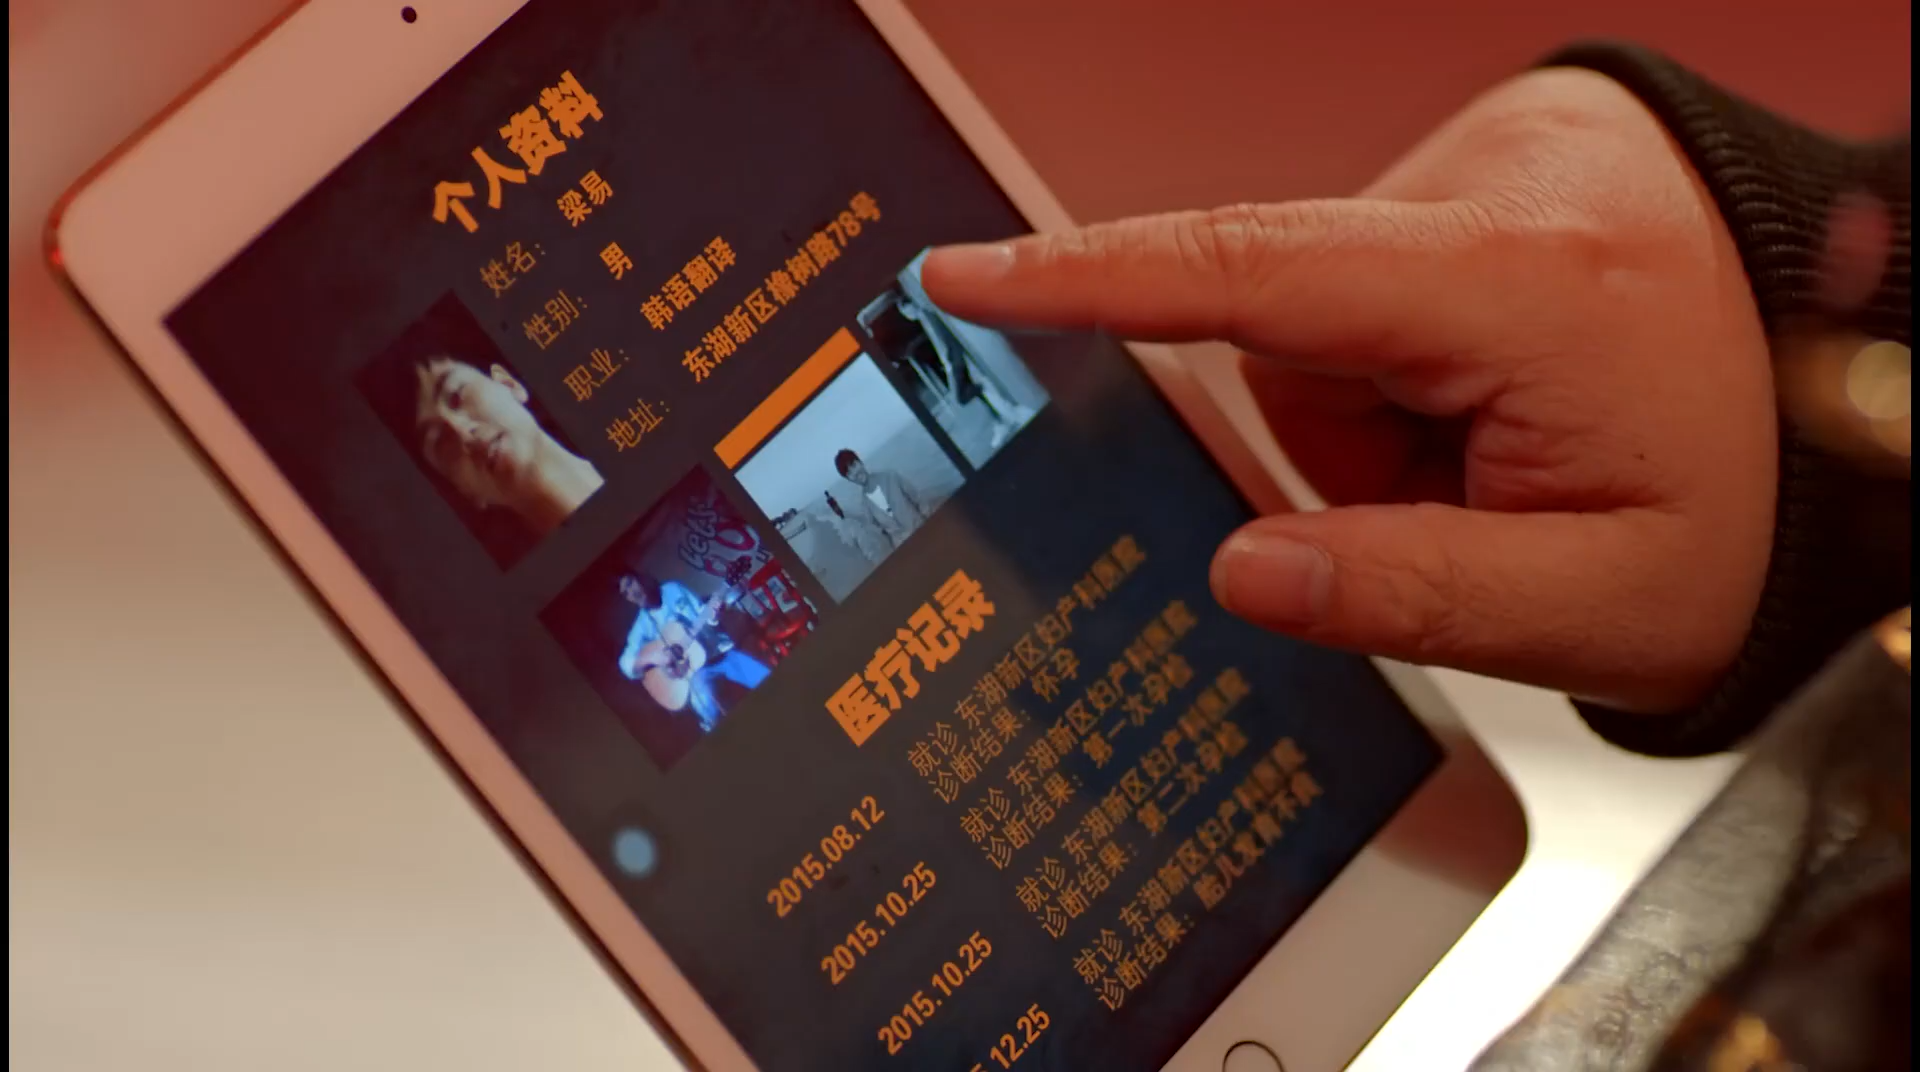 个人资料
姓名： 梁易
性别： 男
职业： 韩语翻译
地址： 东湖新区橡树路78号
医疗记录
2015.08.12 就诊 东湖新区妇产科医院
诊断结果： 怀孕
2015.10.25 就诊 东湖新区妇产科医院
诊断结果： 第一次孕检
2015.10.25 就诊 东湖新区妇产科医院
诊断结果： 第二次孕检
12.25 就诊 东湖新区妇产科医院
诊断结果： 胎儿发育不良